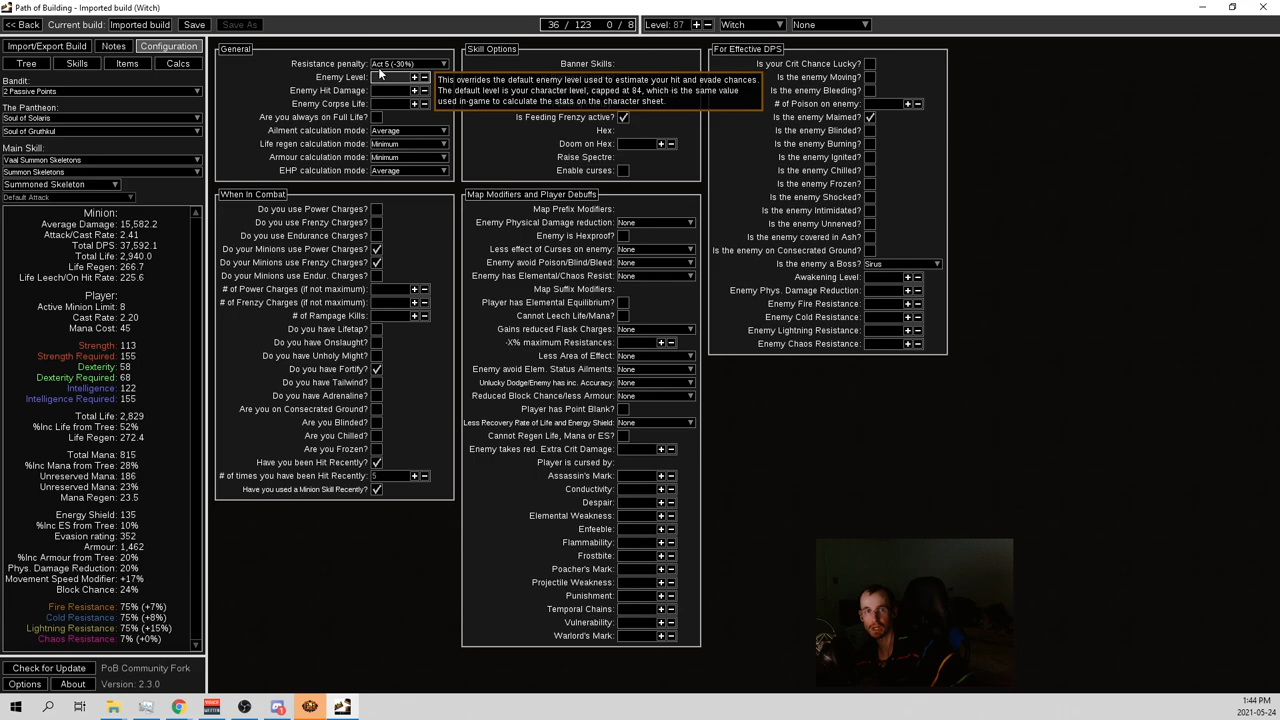 Path of Building - Imported build (Witch)
<< Back Current build: Imported build Save Save As 36 / 123 0 / 8 Level: 87 + − Witch None
Import/Export Build Notes Configuration
Tree Skills Items Calcs
Bandit:
2 Passive Points
The Pantheon:
Soul of Solaris
Soul of Gruthkul
Main Skill:
Vaal Summon Skeletons
Summon Skeletons
Summoned Skeleton
Default Attack
Minion:
Average Damage: 15,582.2
Attack/Cast Rate: 2.41
Total DPS: 37,592.1
Total Life: 2,940.0
Life Regen: 266.7
Life Leech/On Hit Rate: 225.6
Player:
Active Minion Limit: 8
Cast Rate: 2.20
Mana Cost: 45
Strength: 113
Strength Required: 155
Dexterity: 58
Dexterity Required: 68
Intelligence: 122
Intelligence Required: 155
Total Life: 2,829
%Inc Life from Tree: 52%
Life Regen: 272.4
Total Mana: 815
%Inc Mana from Tree: 28%
Unreserved Mana: 186
Unreserved Mana: 23%
Mana Regen: 23.5
Energy Shield: 135
%Inc ES from Tree: 10%
Evasion rating: 352
Armour: 1,462
%Inc Armour from Tree: 20%
Phys. Damage Reduction: 20%
Movement Speed Modifier: +17%
Block Chance: 24%
Fire Resistance: 75% (+7%)
Cold Resistance: 75% (+8%)
Lightning Resistance: 75% (+15%)
Chaos Resistance: 7% (+0%)
Check for Update PoB Community Fork
Options About Version: 2.3.0
General
Resistance penalty: Act 5 (-30%)
Enemy Level:
Enemy Hit Damage:
Enemy Corpse Life:
Are you always on Full Life?
Ailment calculation mode: Average
Life regen calculation mode: Minimum
Armour calculation mode: Minimum
EHP calculation mode: Average
This overrides the default enemy level used to estimate your hit and evade chances.
The default level is your character level, capped at 84, which is the same value
used in-game to calculate the stats on the character sheet.
When In Combat
Do you use Power Charges?
Do you use Frenzy Charges?
Do you use Endurance Charges?
Do your Minions use Power Charges?
Do your Minions use Frenzy Charges?
Do your Minions use Endur. Charges?
# of Power Charges (if not maximum):
# of Frenzy Charges (if not maximum):
# of Rampage Kills:
Do you have Lifetap?
Do you have Onslaught?
Do you have Unholy Might?
Do you have Fortify?
Do you have Tailwind?
Do you have Adrenaline?
Are you on Consecrated Ground?
Are you Blinded?
Are you Chilled?
Are you Frozen?
Have you been Hit Recently?
# of times you have been Hit Recently: 5
Have you used a Minion Skill Recently?
Skill Options
Banner Skills:
Is Feeding Frenzy active?
Hex:
Doom on Hex:
Raise Spectre:
Enable curses:
Map Modifiers and Player Debuffs
Map Prefix Modifiers:
Enemy Physical Damage reduction: None
Enemy is Hexproof?
Less effect of Curses on enemy: None
Enemy avoid Poison/Blind/Bleed: None
Enemy has Elemental/Chaos Resist: None
Map Suffix Modifiers:
Player has Elemental Equilibrium?
Cannot Leech Life/Mana?
Gains reduced Flask Charges: None
-X% maximum Resistances:
Less Area of Effect: None
Enemy avoid Elem. Status Ailments: None
Unlucky Dodge/Enemy has inc. Accuracy: None
Reduced Block Chance/less Armour: None
Player has Point Blank?
Less Recovery Rate of Life and Energy Shield: None
Cannot Regen Life, Mana or ES?
Enemy takes red. Extra Crit Damage:
Player is cursed by:
Assassin's Mark:
Conductivity:
Despair:
Elemental Weakness:
Enfeeble:
Flammability:
Frostbite:
Poacher's Mark:
Projectile Weakness:
Punishment:
Temporal Chains:
Vulnerability:
Warlord's Mark:
For Effective DPS
Is your Crit Chance Lucky?
Is the enemy Moving?
Is the enemy Bleeding?
# of Poison on enemy:
Is the enemy Maimed?
Is the enemy Blinded?
Is the enemy Burning?
Is the enemy Ignited?
Is the enemy Chilled?
Is the enemy Frozen?
Is the enemy Shocked?
Is the enemy Intimidated?
Is the enemy Unnerved?
Is the enemy covered in Ash?
Is the enemy on Consecrated Ground?
Is the enemy a Boss? Sirus
Awakening Level:
Enemy Phys. Damage Reduction:
Enemy Fire Resistance:
Enemy Cold Resistance:
Enemy Lightning Resistance:
Enemy Chaos Resistance:
1:44 PM
2021-05-24